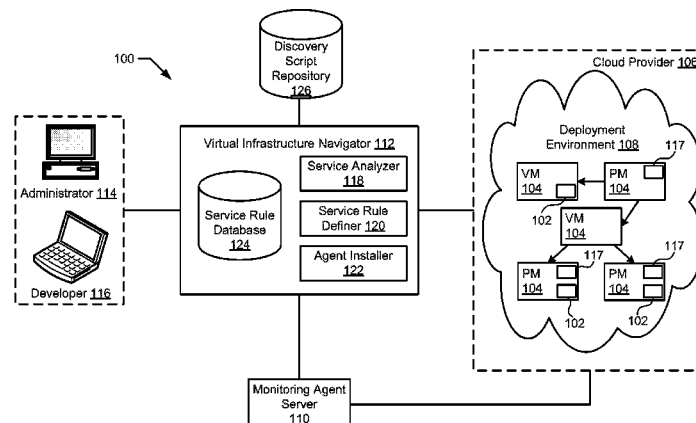 100
Discovery
Script
Repository
126
Cloud Provider 106
Virtual Infrastructure Navigator 112
Service Analyzer
118
Service Rule
Database
124
Service Rule
Definer 120
Agent Installer
122
Administrator 114
Developer 116
Deployment
Environment 108
117
VM
104
PM
104
102
VM
104
117
117
PM
104
PM
104
102
102
Monitoring Agent
Server
110